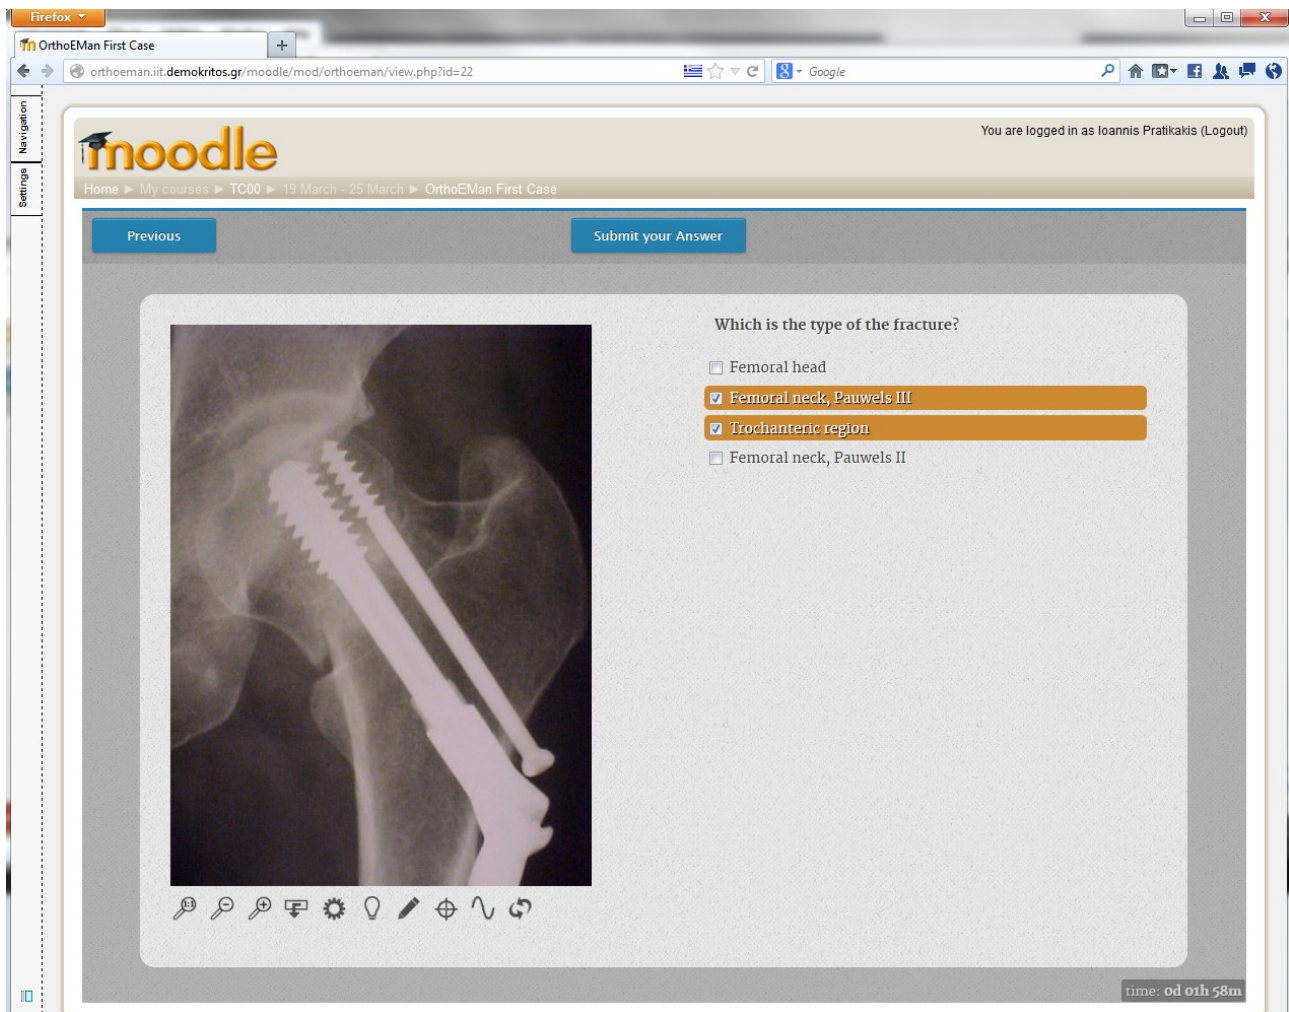 Firefox
OrthoEMan First Case
orthoeman.iit.demokritos.gr/moodle/mod/orthoeman/view.php?id=22
Google
Navigation
Settings
moodle
You are logged in as Ioannis Pratikakis (Logout)
Home ► My courses ► TC00 ► 19 March - 25 March ► OrthoEMan First Case
Previous
Submit your Answer
Which is the type of the fracture?
Femoral head
Femoral neck, Pauwels III
Trochanteric region
Femoral neck, Pauwels II
1:1
time: 0d 01h 58m